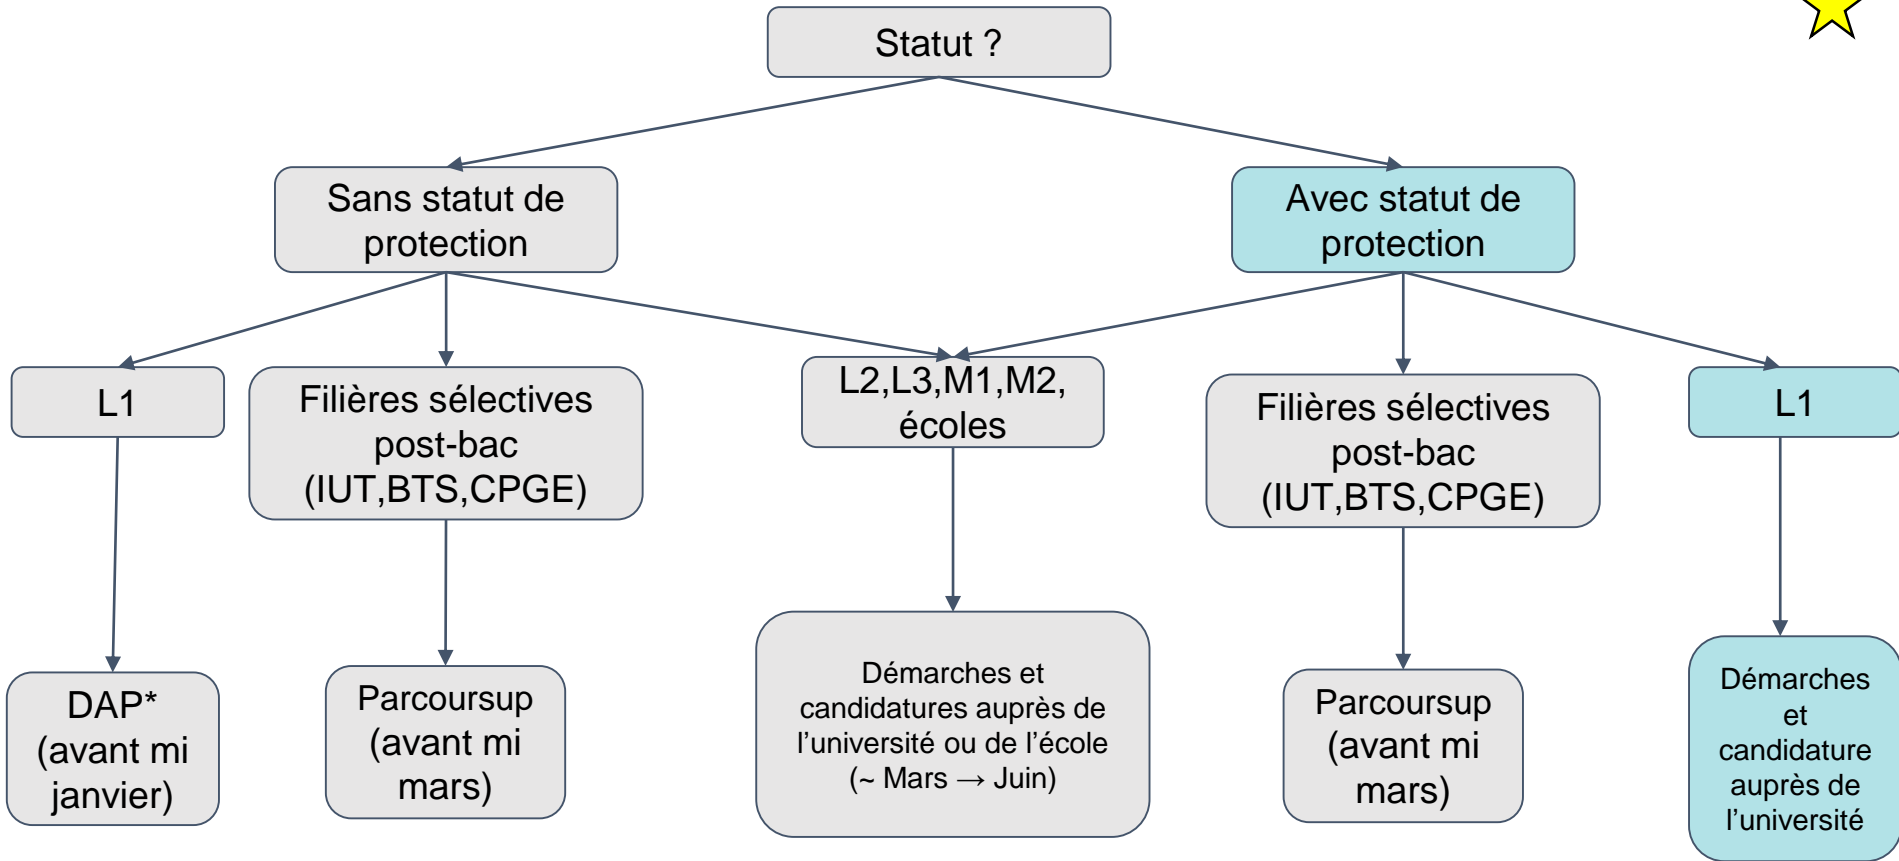 Statut ?
Sans statut de
protection
Avec statut de
protection
L1
Filières sélectives
post-bac
(IUT,BTS,CPGE)
L2,L3,M1,M2,
écoles
Filières sélectives
post-bac
(IUT,BTS,CPGE)
L1
DAP*
(avant mi
janvier)
Parcoursup
(avant mi
mars)
Démarches et
candidatures auprès de
l’université ou de l’école
(~ Mars → Juin)
Parcoursup
(avant mi
mars)
Démarches
et
candidature
auprès de
l’université